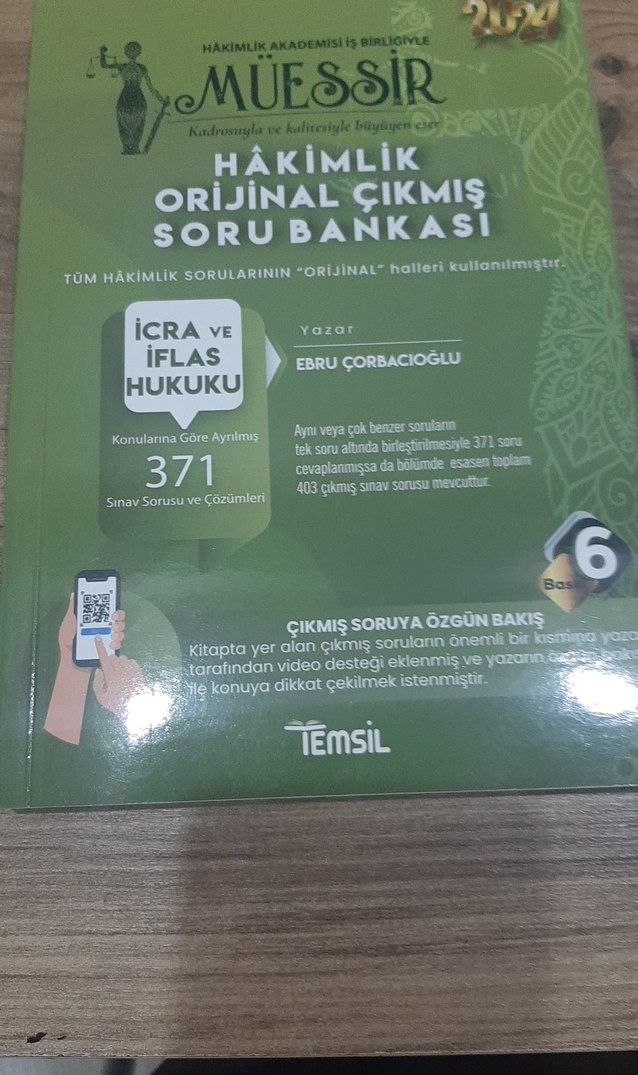 2024
HÂKİMLİK AKADEMİSİ İŞ BİRLİĞİYLE
MÜESSİR
Kadrosuyla ve kalitesiyle büyüyen eser
HÂKİMLİK
ORİJİNAL ÇIKMIŞ
SORU BANKASI
TÜM HÂKİMLİK SORULARININ "ORİJİNAL" halleri kullanılmıştır.
İCRA VE
İFLAS
HUKUKU
Konularına Göre Ayrılmış
371
Sınav Sorusu ve Çözümleri
Yazar
EBRU ÇORBACIOĞLU
Aynı veya çok benzer soruların
tek soru altında birleştirilmesiyle 371 soru
cevaplanmışsa da bölümde esasen toplam
403 çıkmış sınav sorusu mevcuttur.
6
ÇIKMIŞ SORUYA ÖZGÜN BAKIŞ
Kitapta yer alan çıkmış soruların önemli bir kısmına
tarafından video desteği eklenmiş ve yazarın
ile konuya dikkat çekilmek istenmiştir.
TEMSİL